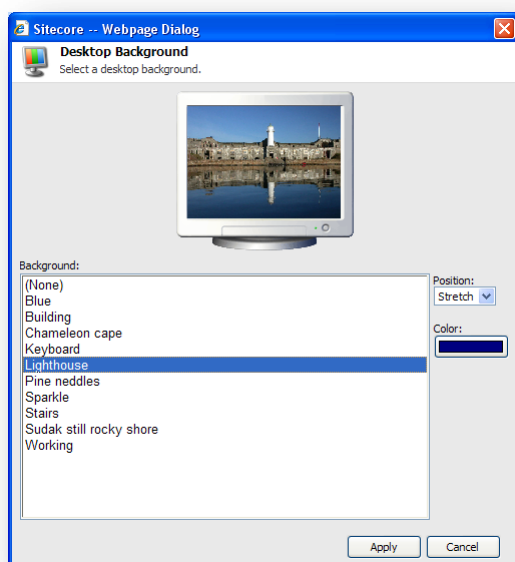 Sitecore -- Webpage Dialog
Desktop Background
Select a desktop background.
Background:
(None)
Blue
Building
Chameleon cape
Keyboard
Lighthouse
Pine neddles
Sparkle
Stairs
Sudak still rocky shore
Working
Position:
Stretch
Color:
Apply
Cancel